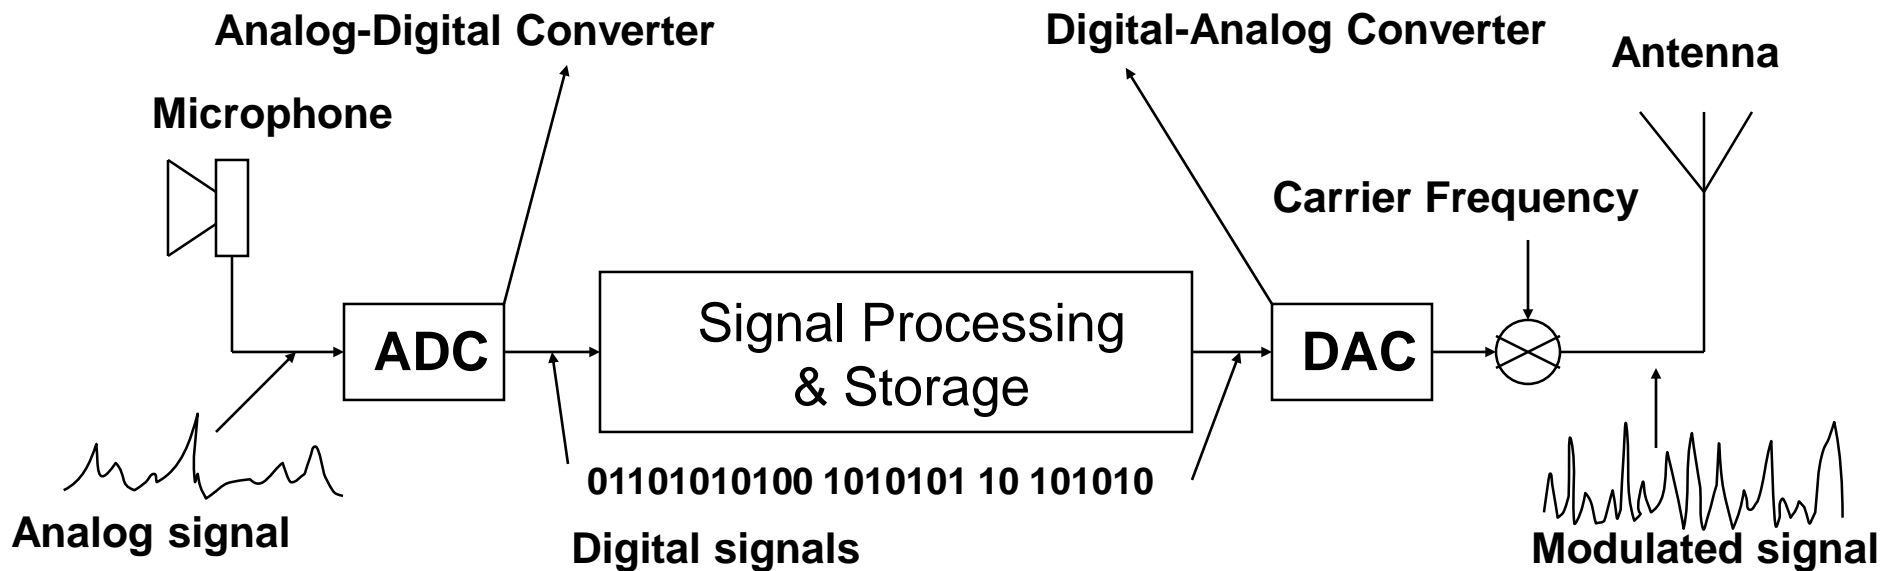 Analog-Digital Converter
Digital-Analog Converter
Antenna
Microphone
Carrier Frequency
ADC
Signal Processing
& Storage
DAC
01101010100 1010101 10 101010
Analog signal
Digital signals
Modulated signal